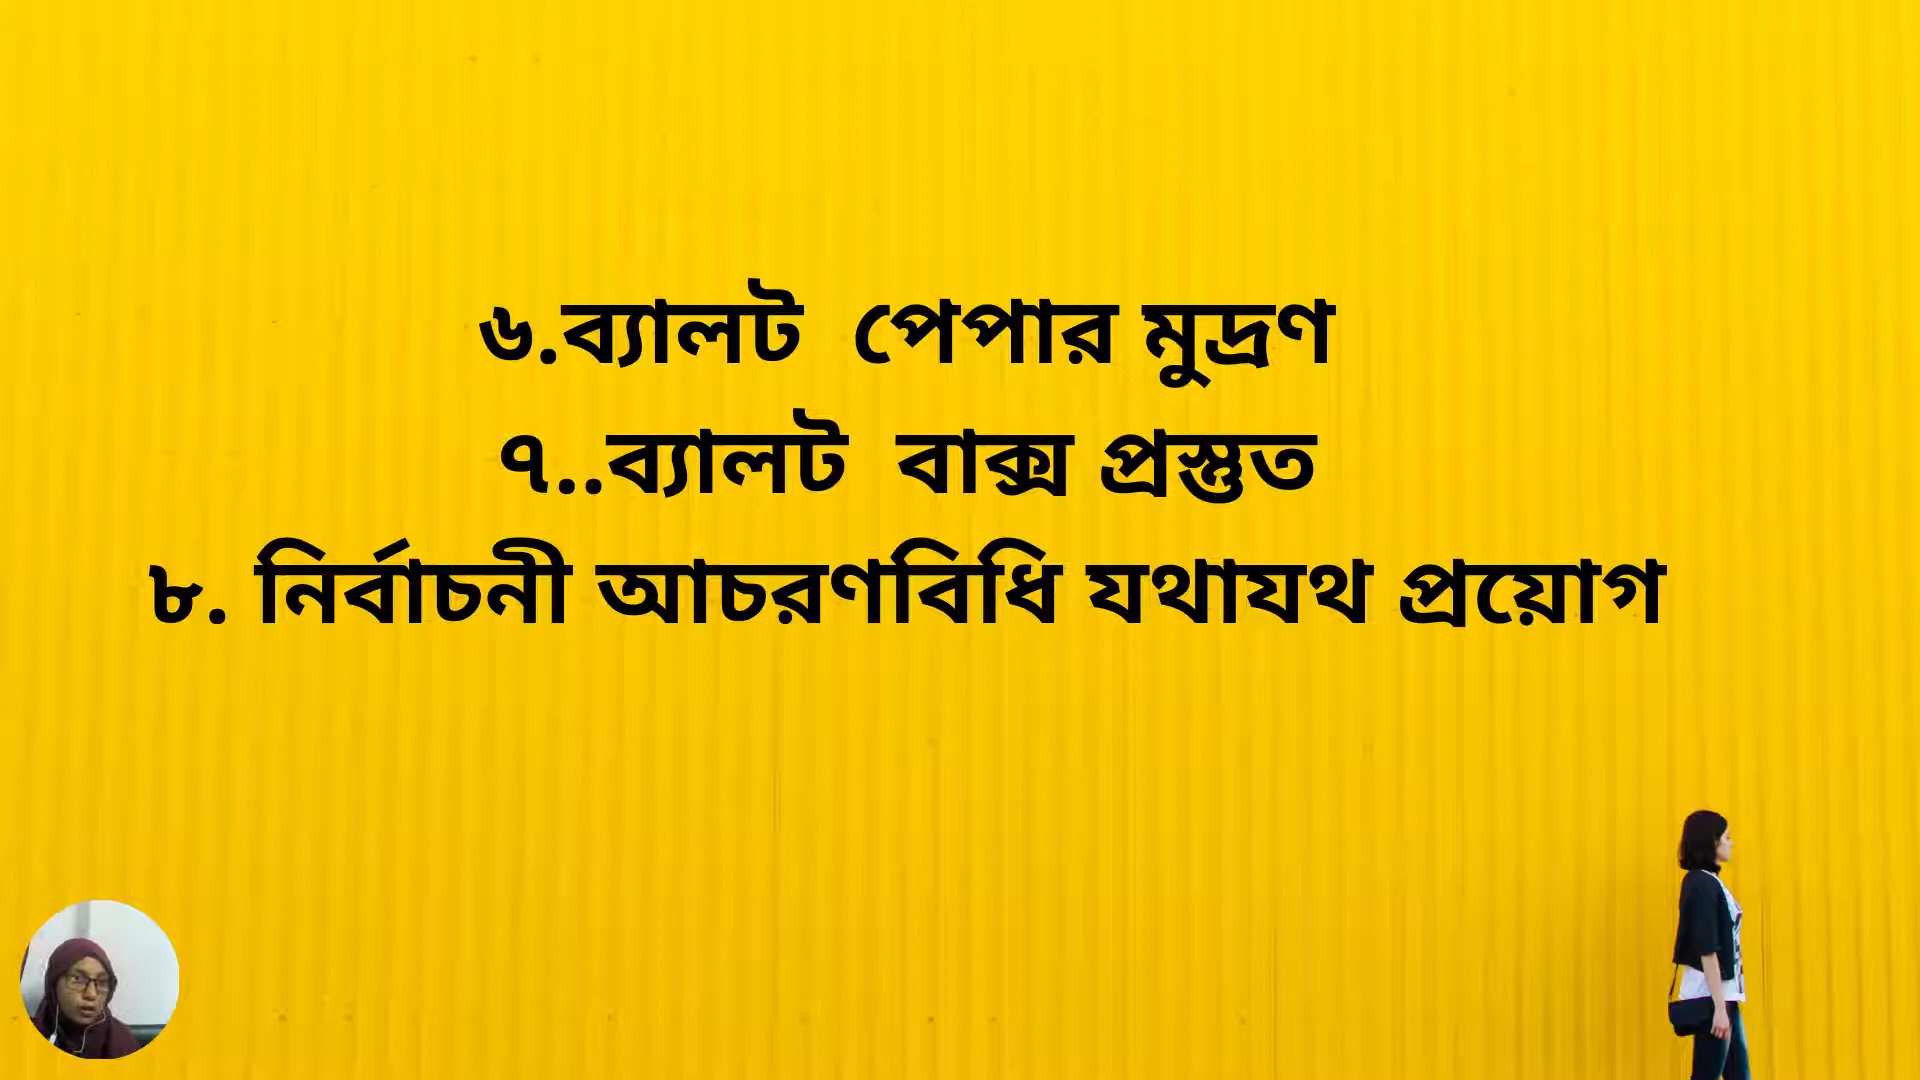 ৬.ব্যালট  পেপার মুদ্রণ
৭..ব্যালট  বাক্স প্রস্তুত
৮. নির্বাচনী আচরণবিধি যথাযথ প্রয়োগ